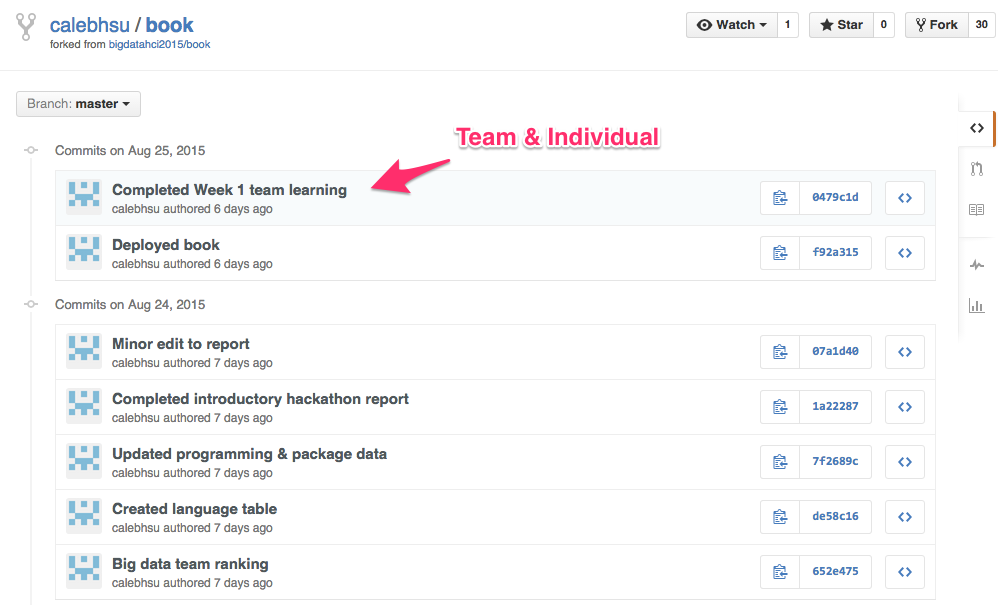 calebhsu / book
forked from bigdatahci2015/book
Watch 1 Star 0 Fork 30
Branch: master
Team & Individual
Commits on Aug 25, 2015
Completed Week 1 team learning
calebhsu authored 6 days ago
0479c1d
Deployed book
calebhsu authored 6 days ago
f92a315
Commits on Aug 24, 2015
Minor edit to report
calebhsu authored 7 days ago
07a1d40
Completed introductory hackathon report
calebhsu authored 7 days ago
1a22287
Updated programming & package data
calebhsu authored 7 days ago
7f2689c
Created language table
calebhsu authored 7 days ago
de58c16
Big data team ranking
calebhsu authored 7 days ago
652e475